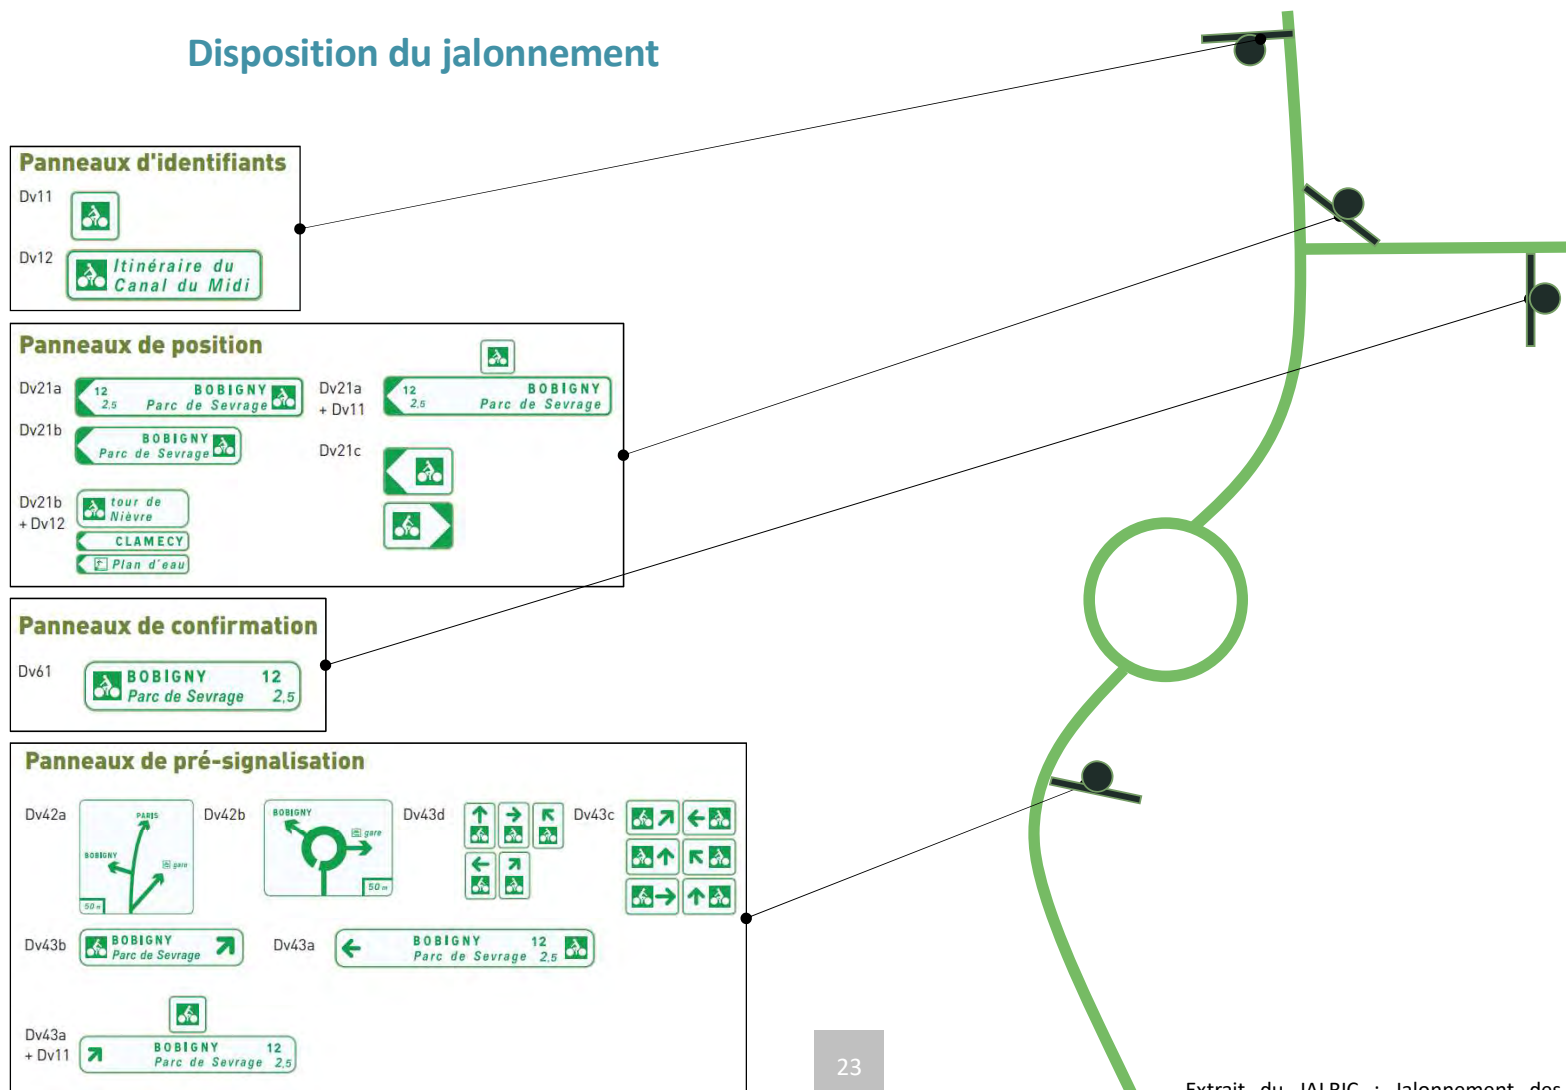 Disposition du jalonnement
Panneaux d'identifiants
Dv11
Dv12
Itinéraire du
Canal du Midi
Panneaux de position
Dv21a
12 BOBIGNY
2,5 Parc de Sevrage
Dv21a
+ Dv11
12 BOBIGNY
2,5 Parc de Sevrage
Dv21b
BOBIGNY
Parc de Sevrage
Dv21c
Dv21b
+ Dv12
tour de
Nièvre
CLAMECY
Plan d'eau
Panneaux de confirmation
Dv61
BOBIGNY 12
Parc de Sevrage 2,5
Panneaux de pré-signalisation
Dv42a
PARIS
BOBIGNY
gare
50 m
Dv42b
BOBIGNY
gare
50 m
Dv43d
Dv43c
Dv43b
BOBIGNY
Parc de Sevrage
Dv43a
BOBIGNY 12
Parc de Sevrage 2,5
Dv43a
+ Dv11
BOBIGNY 12
Parc de Sevrage 2,5
23
Extrait du JALBIC : Jalonnement des